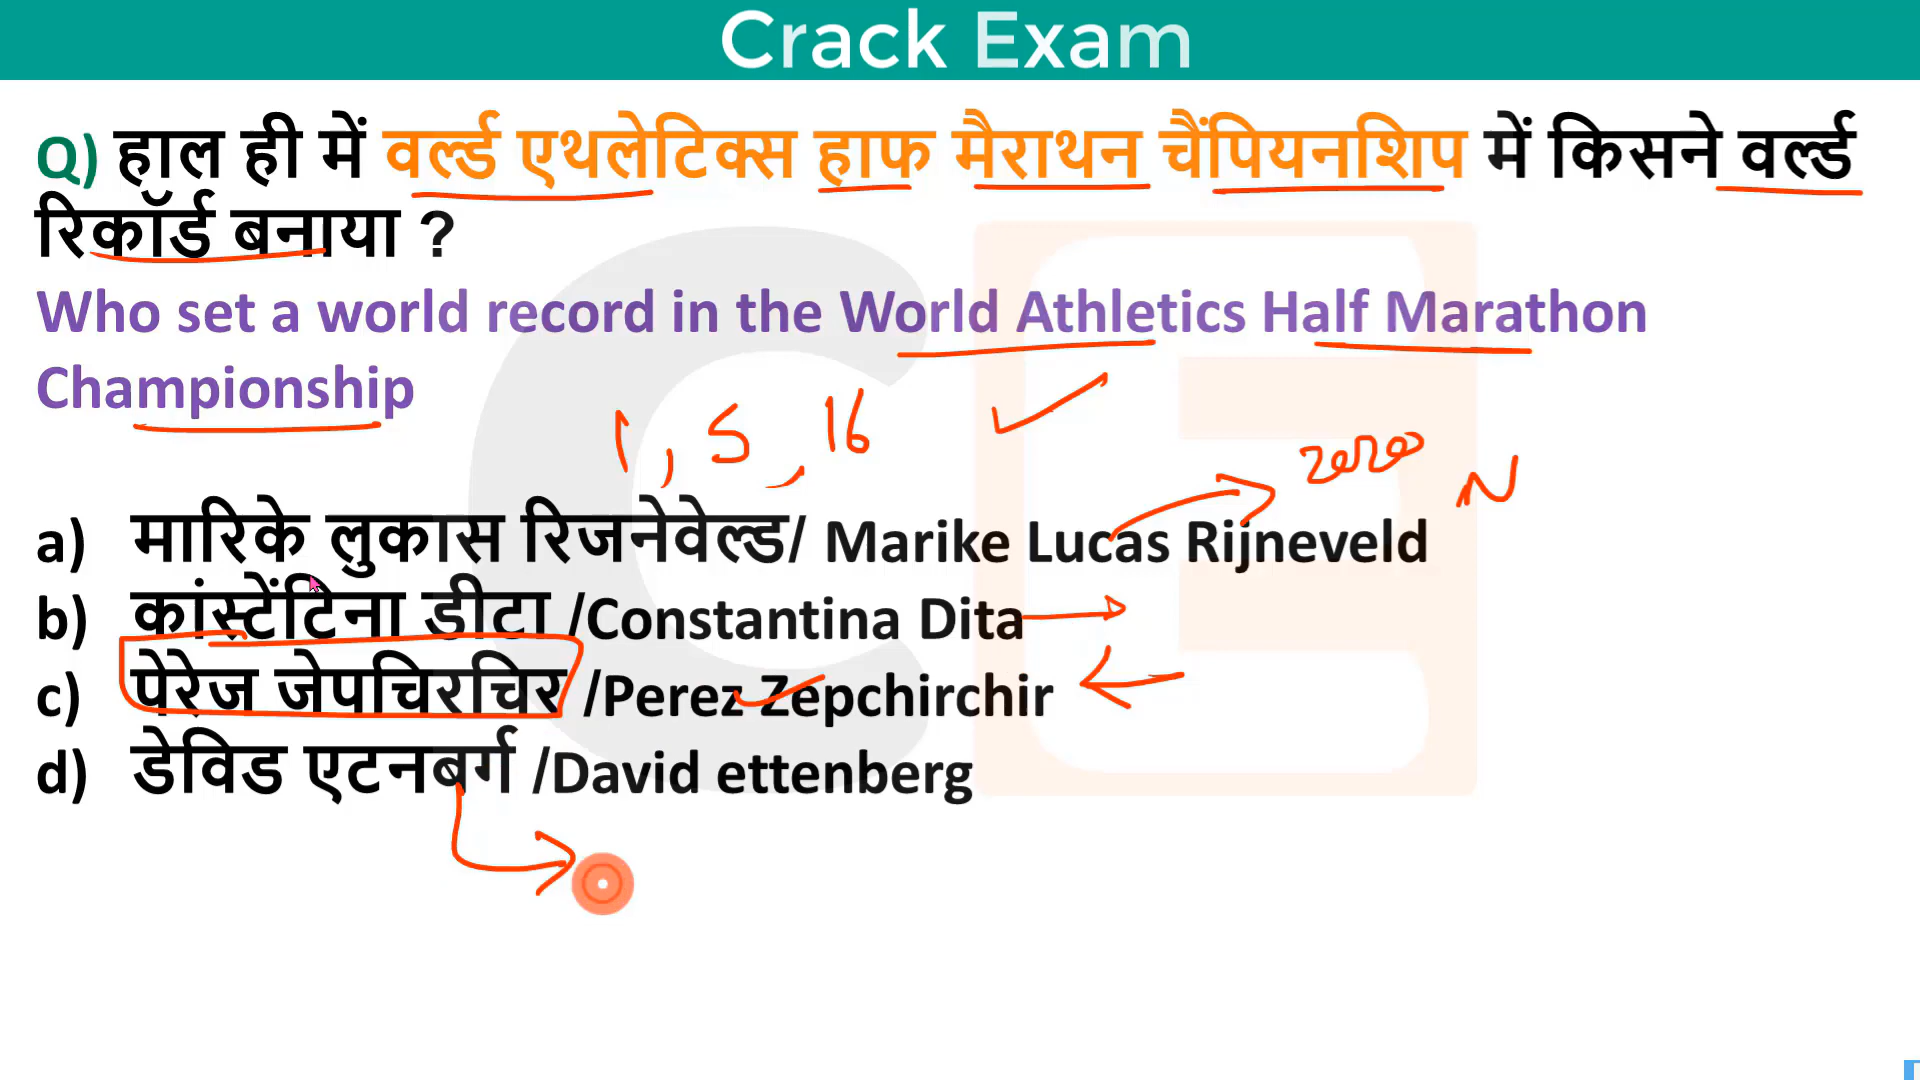 Crack Exam
Q) हाल ही में वर्ल्ड एथलेटिक्स हाफ मैराथन चैंपियनशिप में किसने वर्ल्ड
रिकॉर्ड बनाया ?
Who set a world record in the World Athletics Half Marathon
Championship
1, 5, 16
zero
N
a) मारिके लुकास रिजनेवेल्ड/ Marike Lucas Rijneveld
b) कांस्टेंटिना डीटा /Constantina Dita
c) पेरेज जेपचिरचिर /Perez Zepchirchir
d) डेविड एटनबर्ग /David ettenberg